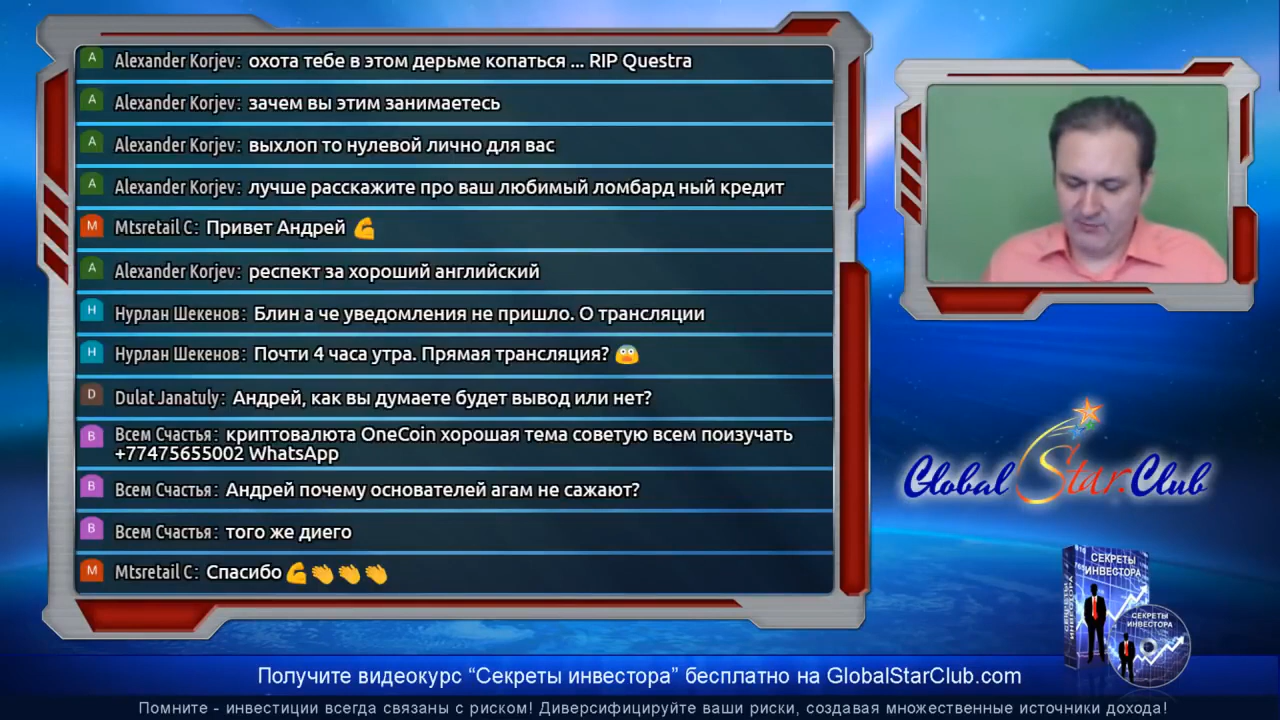 A Alexander Korjev: охота тебе в этом дерьме копаться ... RIP Questra
A Alexander Korjev: зачем вы этим занимаетесь
A Alexander Korjev: выхлоп то нулевой лично для вас
A Alexander Korjev: лучше расскажите про ваш любимый ломбард ный кредит
M Mtsretail C: Привет Андрей 💪
A Alexander Korjev: респект за хороший английский
Н Нурлан Шекенов: Блин а че уведомления не пришло. О трансляции
Н Нурлан Шекенов: Почти 4 часа утра. Прямая трансляция? 😨
D Dulat Janatuly: Андрей, как вы думаете будет вывод или нет?
В Всем Счастья: криптовалюта OneCoin хорошая тема советую всем поизучать
+77475655002 WhatsApp
В Всем Счастья: Андрей почему основателей агам не сажают?
В Всем Счастья: того же диего
M Mtsretail C: Спасибо 💪👏👏👏
Global Star.Club
СЕКРЕТЫ
ИНВЕСТОРА
СЕКРЕТЫ
ИНВЕСТОРА
Получите видеокурс “Секреты инвестора” бесплатно на GlobalStarClub.com
Помните - инвестиции всегда связаны с риском! Диверсифицируйте ваши риски, создавая множественные источники дохода!